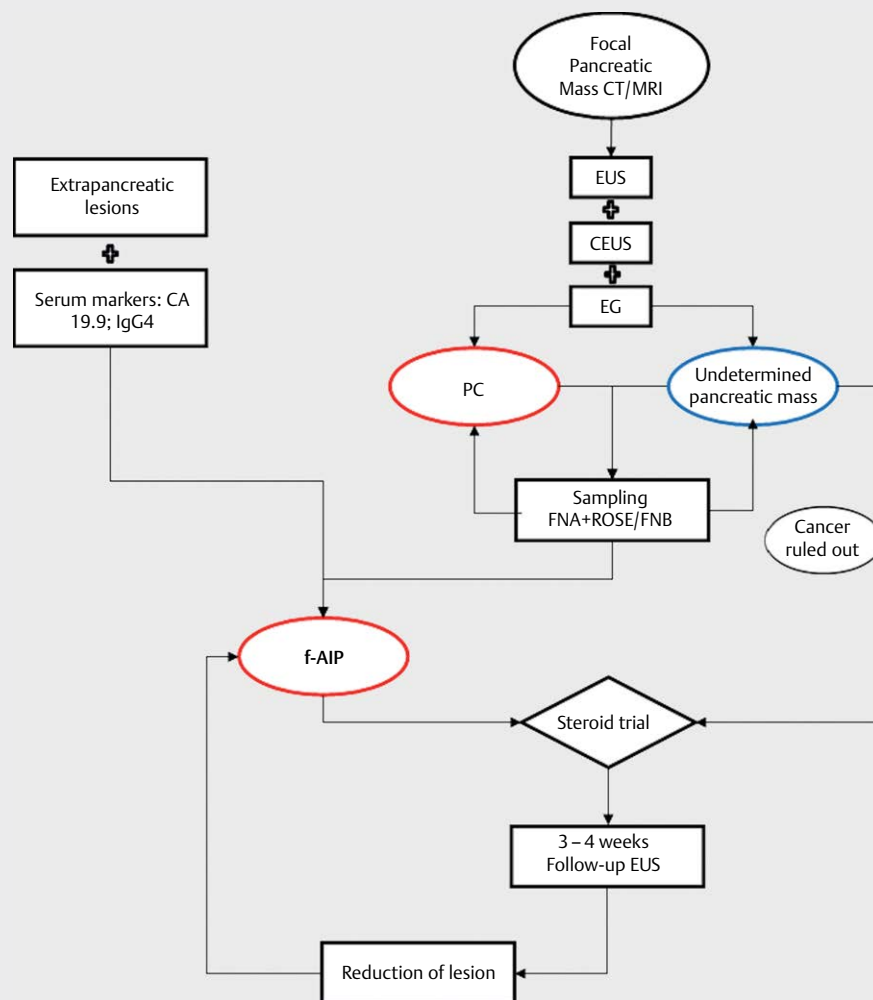 Focal
Pancreatic
Mass CT/MRI
EUS
CEUS
EG
Extrapancreatic
lesions
Serum markers: CA
19.9; IgG4
PC
Undetermined
pancreatic mass
Sampling
FNA+ROSE/FNB
Cancer
ruled out
f-AIP
Steroid trial
3 – 4 weeks
Follow-up EUS
Reduction of lesion